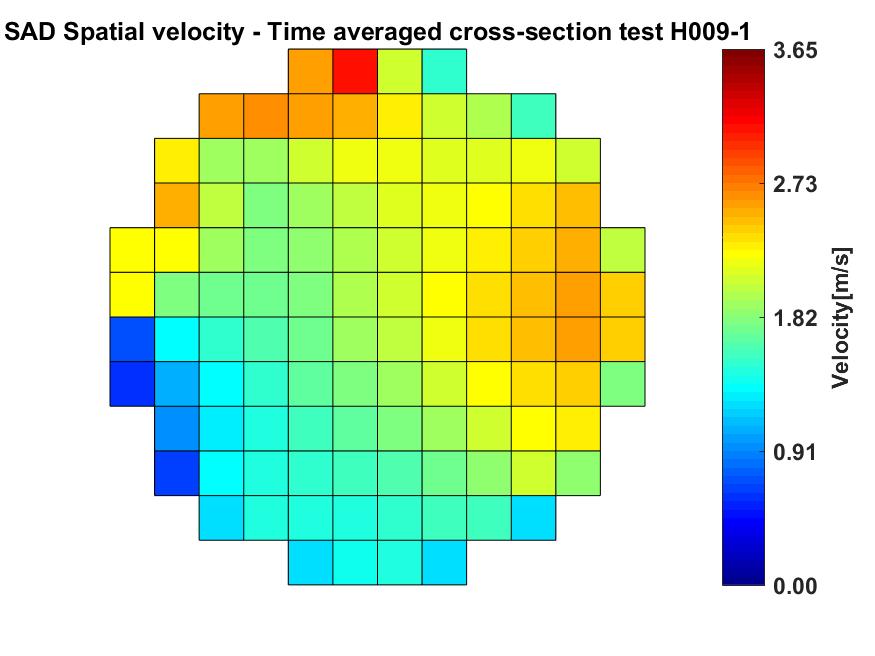 SAD Spatial velocity - Time averaged cross-section test H009-1
3.65
2.73
1.82
0.91
0.00
Velocity[m/s]